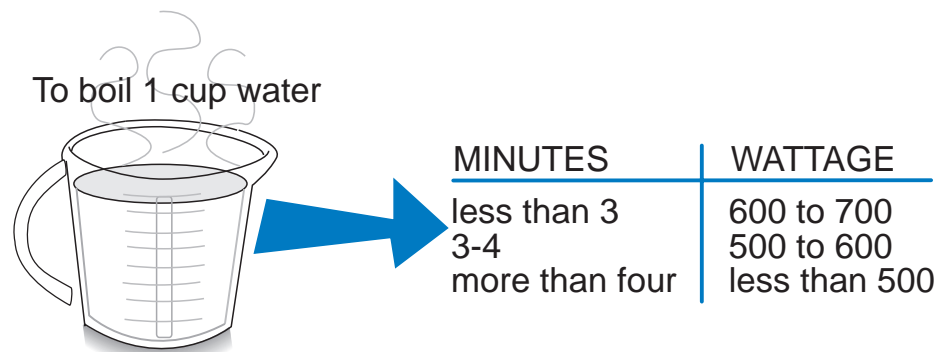 To boil 1 cup water
MINUTES WATTAGE
less than 3 600 to 700
3-4 500 to 600
more than four less than 500